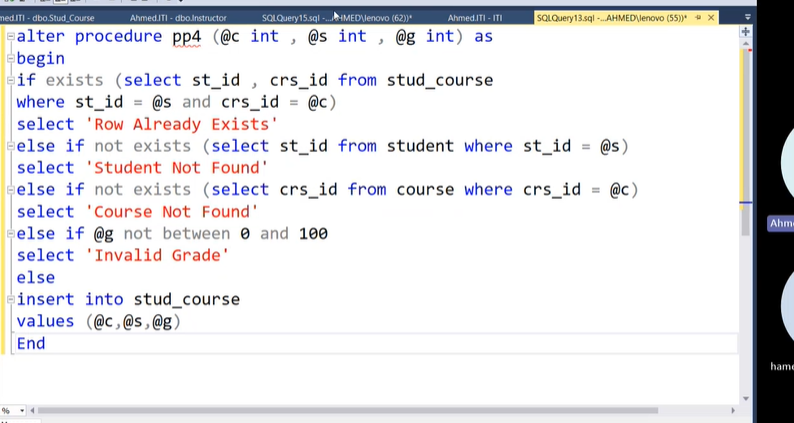 med.ITI - dbo.Stud_Course Ahmed.ITI - dbo.Instructor SQLQuery15.sql -...AHMED\lenovo (62))* Ahmed.ITI - ITI SQLQuery13.sql -...AHMED\lenovo (55))*
alter procedure pp4 (@c int , @s int , @g int) as
begin
if exists (select st_id , crs_id from stud_course
where st_id = @s and crs_id = @c)
select 'Row Already Exists'
else if not exists (select st_id from student where st_id = @s)
select 'Student Not Found'
else if not exists (select crs_id from course where crs_id = @c)
select 'Course Not Found'
else if @g not between 0 and 100
select 'Invalid Grade'
else
insert into stud_course
values (@c,@s,@g)
End
Ahme
hame
%